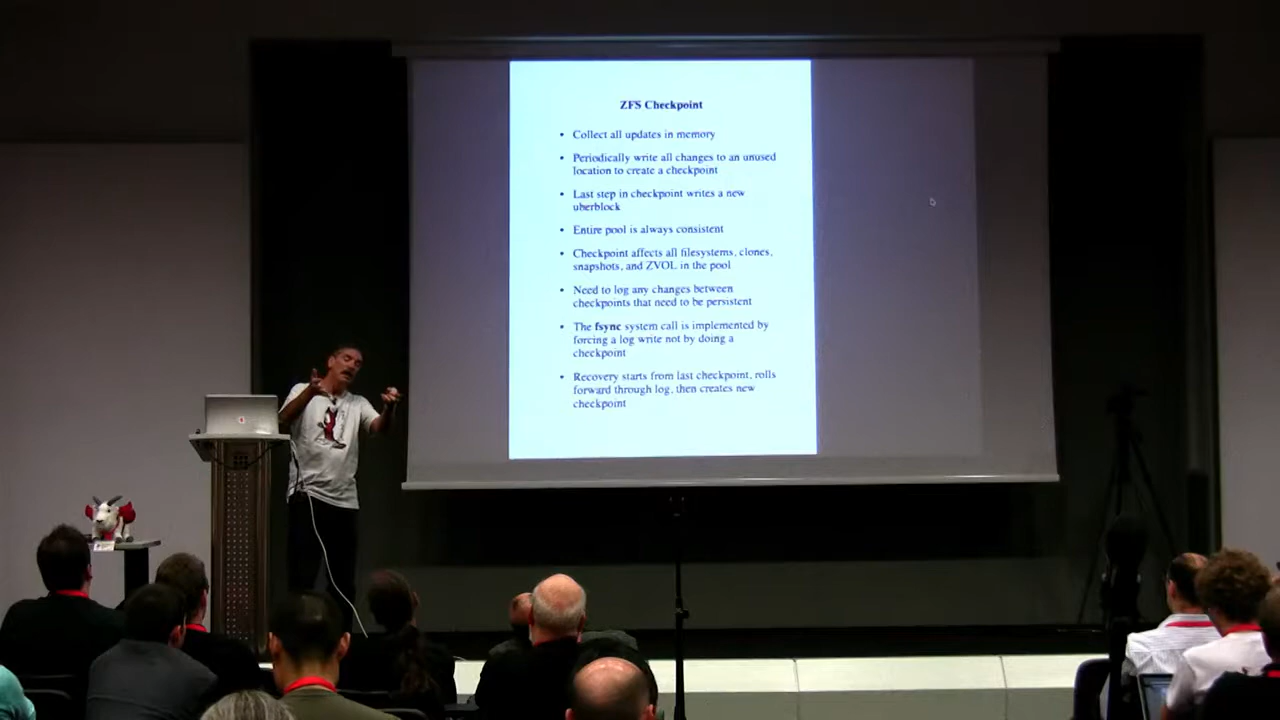 ZFS Checkpoint
• Collect all updates in memory
• Periodically write all changes to an unused
location to create a checkpoint
• Last step in checkpoint writes a new
uberblock
• Entire pool is always consistent
• Checkpoint affects all filesystems, clones,
snapshots, and ZVOL in the pool
• Need to log any changes between
checkpoints that need to be persistent
• The fsync system call is implemented by
forcing a log write not by doing a
checkpoint
• Recovery starts from last checkpoint, rolls
forward through log, then creates new
checkpoint